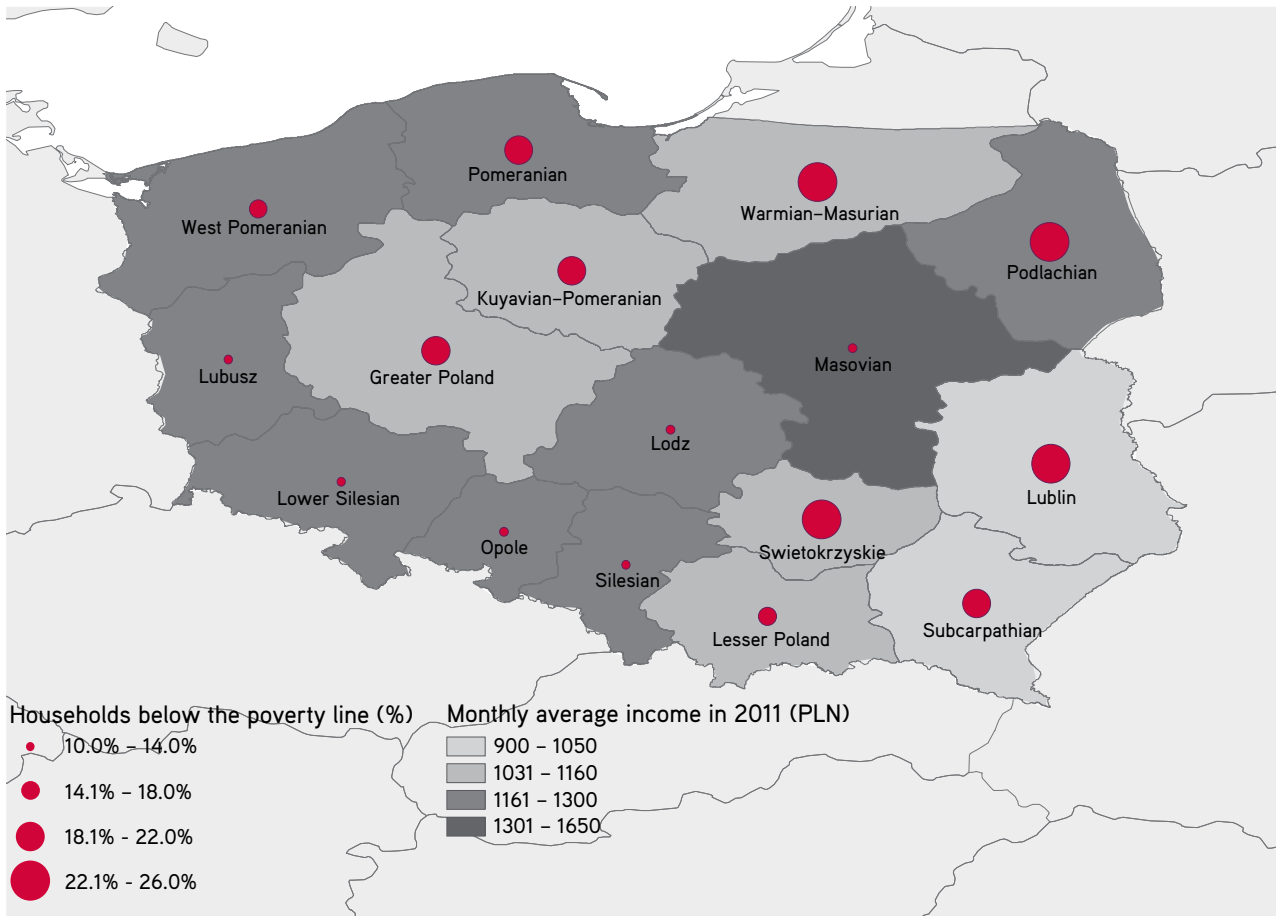 Pomeranian
Warmian–Masurian
West Pomeranian
Podlachian
Kuyavian–Pomeranian
Masovian
Lubusz
Greater Poland
Lodz
Lower Silesian
Lublin
Opole
Swietokrzyskie
Silesian
Subcarpathian
Lesser Poland
Households below the poverty line (%)
10.0% – 14.0%
14.1% – 18.0%
18.1% - 22.0%
22.1% - 26.0%
Monthly average income in 2011 (PLN)
900 – 1050
1031 – 1160
1161 – 1300
1301 – 1650